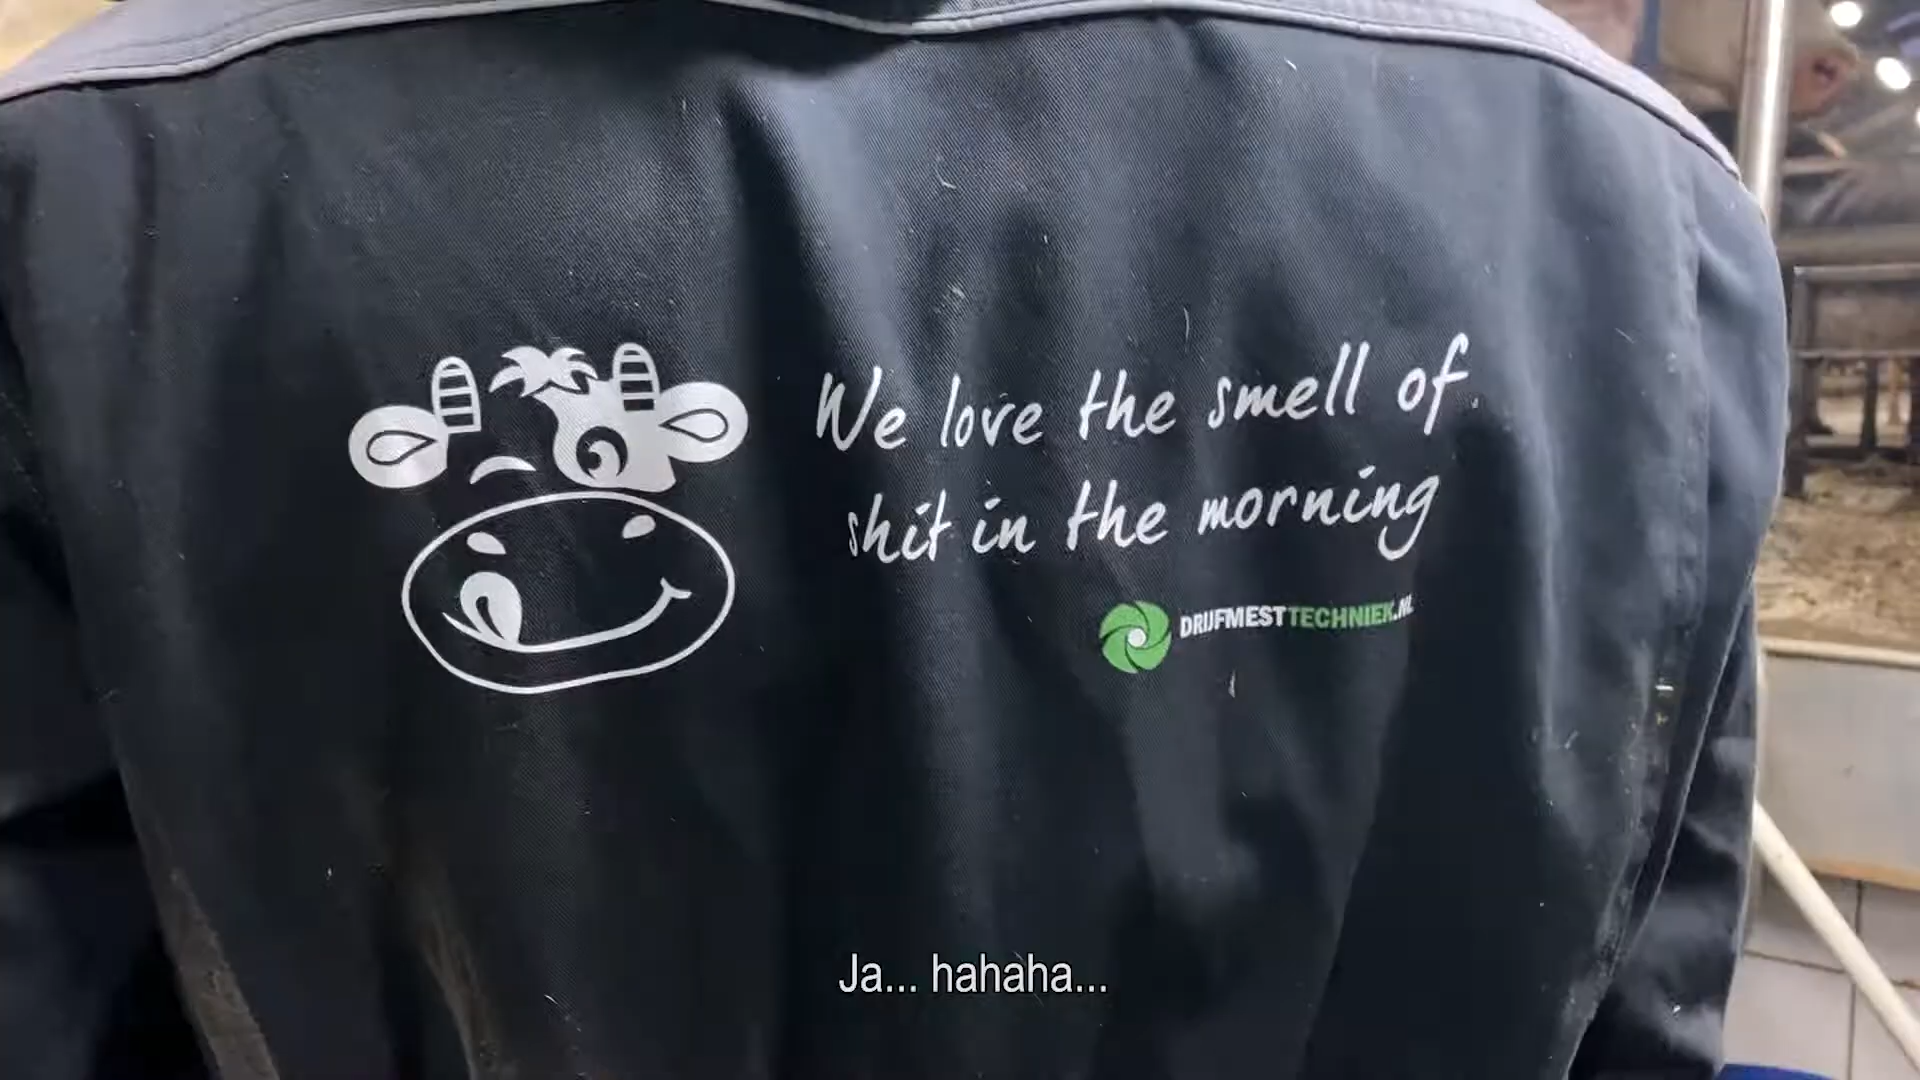 We love the smell of
shit in the morning
DRIJFMESTTECHNIEK.NL
Ja... hahaha...